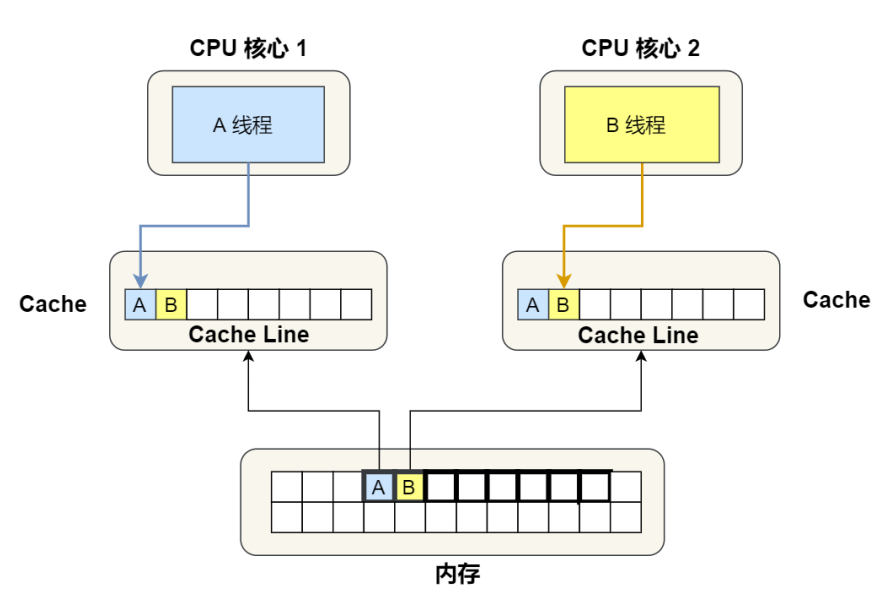 CPU 核心 1
CPU 核心 2
A 线程
B 线程
Cache
A B
Cache Line
A B
Cache Line
Cache
A B
内存